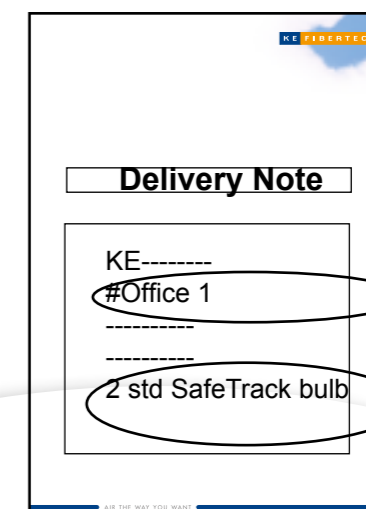 KE FIBERTEC
Delivery Note
KE--------
#Office 1
----------
----------
2 std SafeTrack bulb
AIR THE WAY YOU WANT